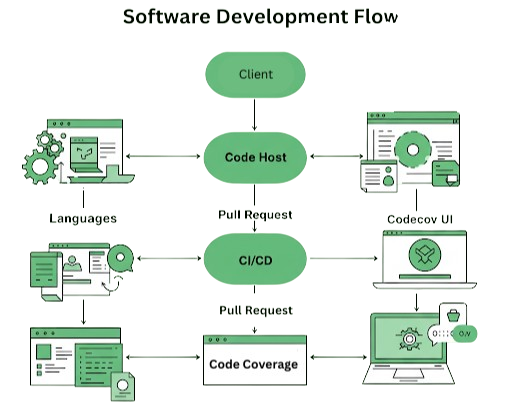 Software Development Flow
Client
Code Host
Pull Request
Languages
Codecov UI
CI/CD
Pull Request
Code Coverage